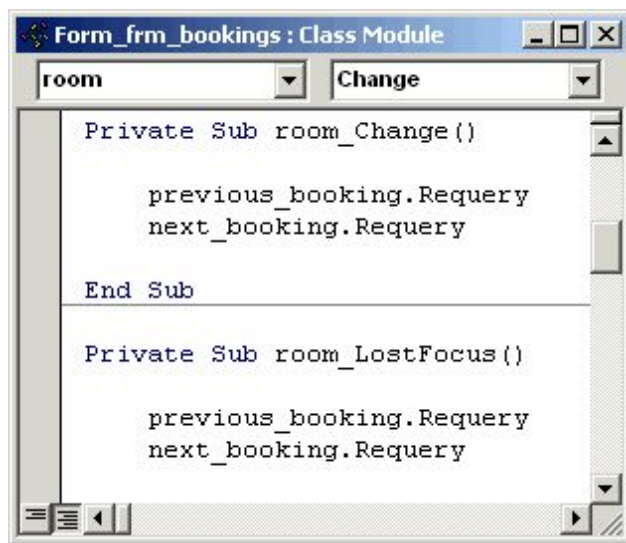 Form_frm_bookings : Class Module
room Change
Private Sub room_Change()
previous_booking.Requery
next_booking.Requery
End Sub
Private Sub room_LostFocus()
previous_booking.Requery
next_booking.Requery